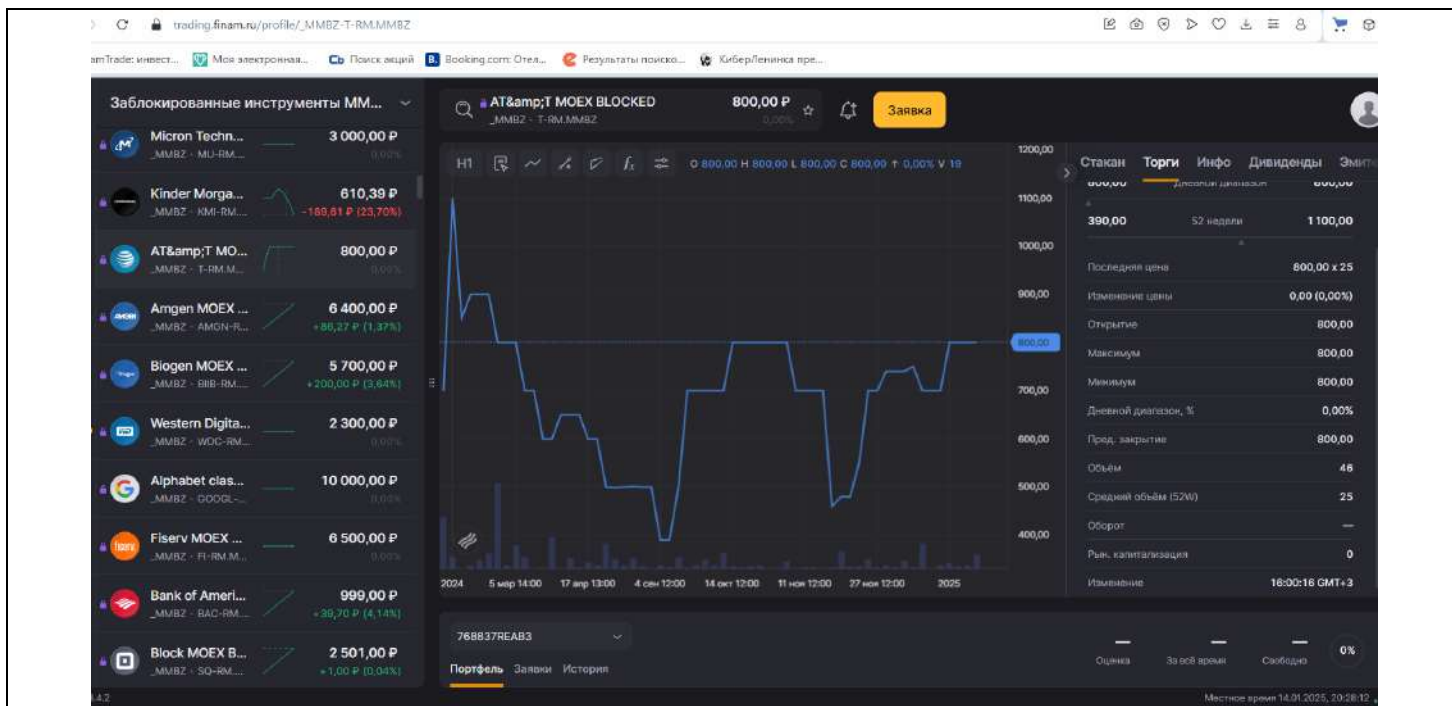 trading.finam.ru/profile/_MMBZ-T-RM.MMBZ
amTrade: инвест... Моя электронная... Поиск акций Booking.com: Отел... Результаты поиско... КиберЛенинка пре...
Заблокированные инструменты ММ...
Micron Techn... 3 000,00 ₽
_MMBZ - MU-RM.... 0,00%
Kinder Morga... 610,39 ₽
_MMBZ - KMI-RM.... -189,61 ₽ (23,70%)
AT&amp;T MO... 800,00 ₽
_MMBZ - T-RM.M... 0,00%
Amgen MOEX ... 6 400,00 ₽
_MMBZ - AMGN-R... +86,27 ₽ (1,37%)
Biogen MOEX ... 5 700,00 ₽
_MMBZ - BIIB-RM.... +200,00 ₽ (3,64%)
Western Digita... 2 300,00 ₽
_MMBZ - WDC-RM... 0,00%
Alphabet clas... 10 000,00 ₽
_MMBZ - GOOGL-... 0,00%
Fiserv MOEX ... 6 500,00 ₽
_MMBZ - FI-RM.M... 0,00%
Bank of Ameri... 999,00 ₽
_MMBZ - BAC-RM.... +39,70 ₽ (4,14%)
Block MOEX B... 2 501,00 ₽
_MMBZ - SQ-RM.... +1,00 ₽ (0,04%)
AT&amp;T MOEX BLOCKED 800,00 ₽
_MMBZ - T-RM.MMBZ 0,00%
Заявка
H1 O 800,00 H 800,00 L 800,00 C 800,00 ↑ 0,00% V 19
1200,00
1100,00
1000,00
900,00
800,00
700,00
600,00
500,00
400,00
2024 5 мар 14:00 17 апр 13:00 4 сен 12:00 14 окт 12:00 11 ноя 12:00 27 ноя 12:00 2025
Стакан Торги Инфо Дивиденды Эмит
800,00 Дневной диапазон 800,00
390,00 52 недели 1 100,00
Последняя цена 800,00 x 25
Изменение цены 0,00 (0,00%)
Открытие 800,00
Максимум 800,00
Минимум 800,00
Дневной диапазон, % 0,00%
Пред. закрытие 800,00
Объём 46
Средний объём (52W) 25
Оборот —
Рын. капитализация 0
Изменение 16:00:16 GMT+3
768837REAB3
Портфель Заявки История
— — — 0%
Оценка За всё время Свободно
.4.2
Местное время 14.01.2025, 20:28:12